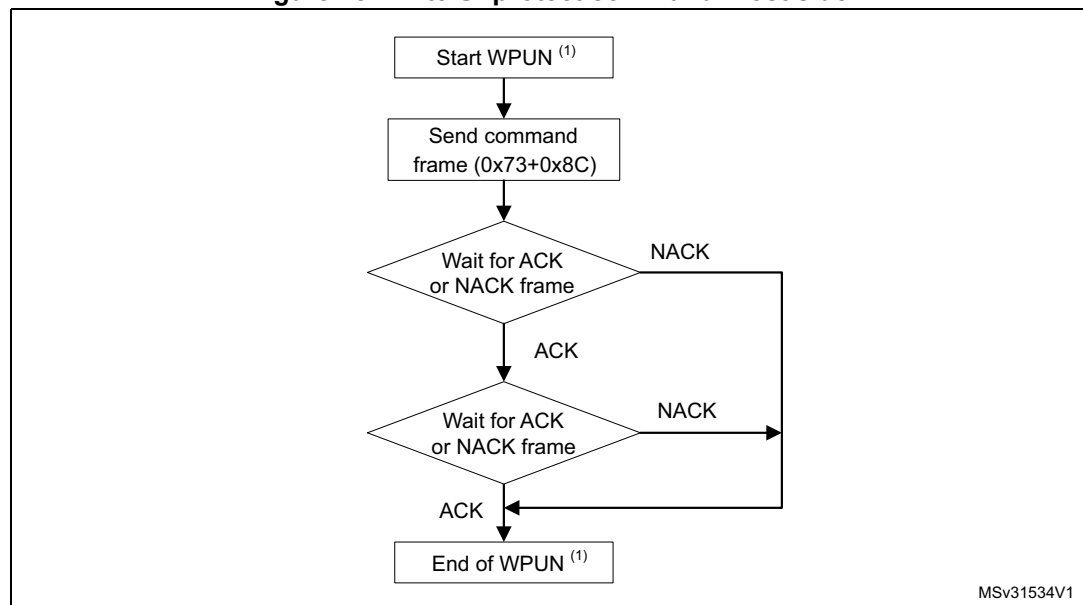 Start WPUN (1)
Send command
frame (0x73+0x8C)
Wait for ACK
or NACK frame
NACK
ACK
Wait for ACK
or NACK frame
NACK
ACK
End of WPUN (1)
MSv31534V1